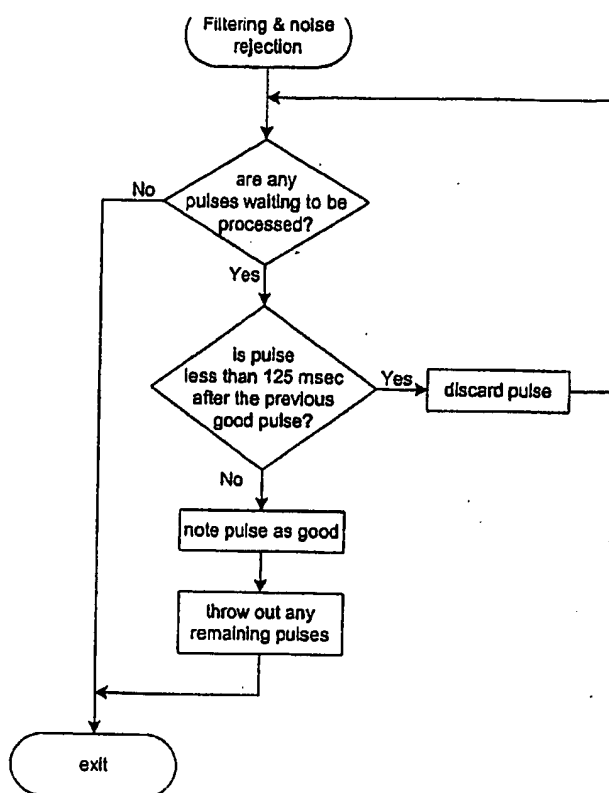 Filtering & noise
rejection
are any
pulses waiting to be
processed?
No
Yes
is pulse
less than 125 msec
after the previous
good pulse?
Yes
discard pulse
No
note pulse as good
throw out any
remaining pulses
exit